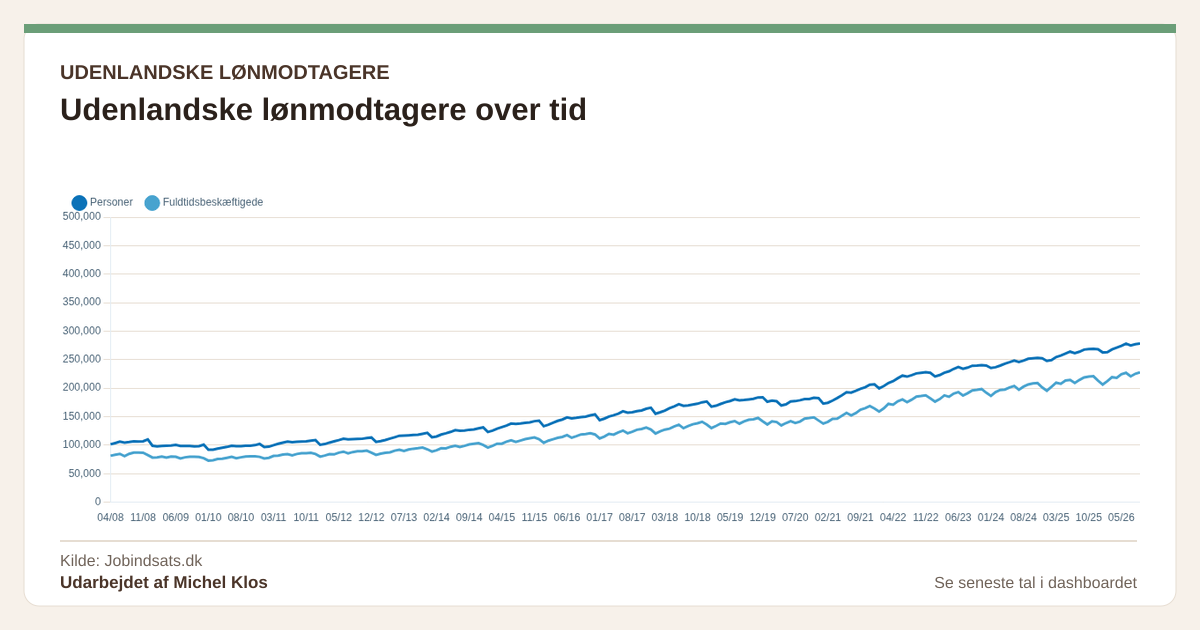 UDENLANDSKE LØNMODTAGERE
Udenlandske lønmodtagere over tid
Personer Fuldtidsbeskæftigede
500,000
450,000
400,000
350,000
300,000
250,000
200,000
150,000
100,000
50,000
0
04/08 11/08 06/09 01/10 08/10 03/11 10/11 05/12 12/12 07/13 02/14 09/14 04/15 11/15 06/16 01/17 08/17 03/18 10/18 05/19 12/19 07/20 02/21 09/21 04/22 11/22 06/23 01/24 08/24 03/25 10/25 05/26
Kilde: Jobindsats.dk
Udarbejdet af Michel Klos
Se seneste tal i dashboardet